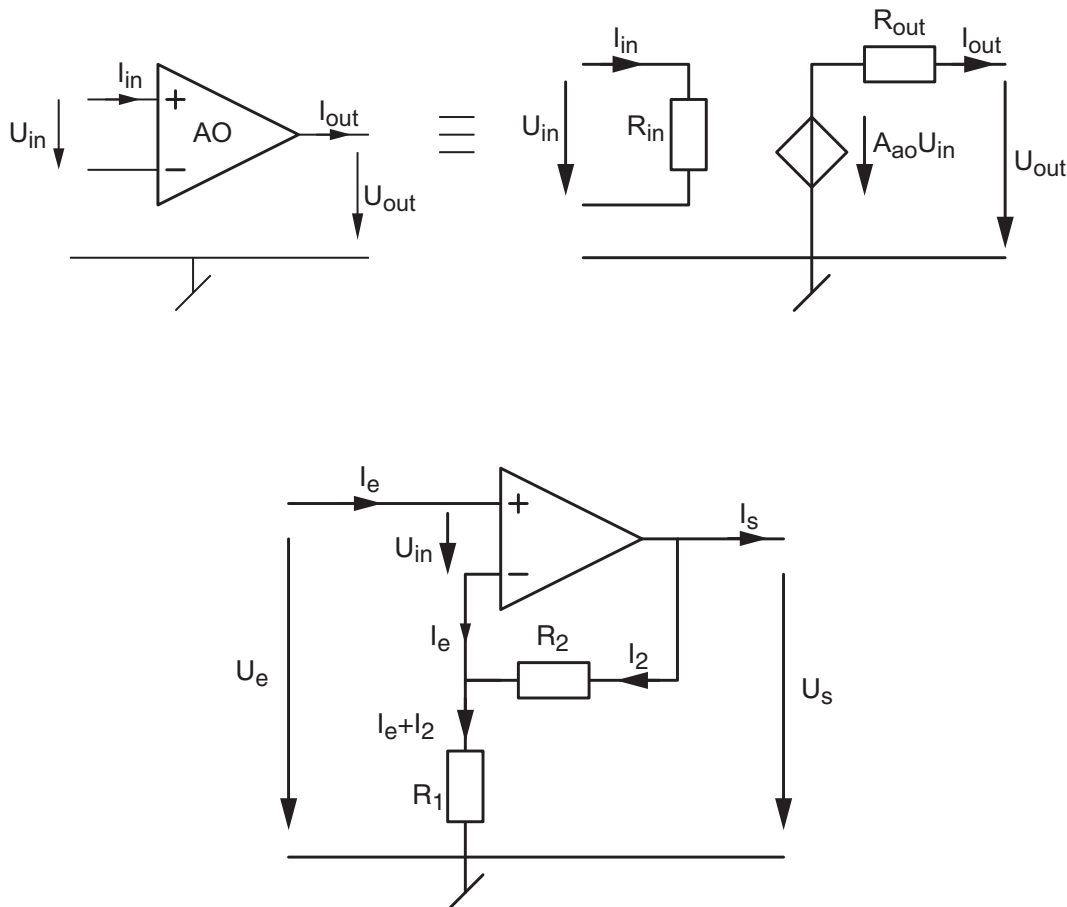 I_in
U_in
+
AO
−
I_out
U_out
I_in
U_in
R_in
R_out
I_out
A_ao U_in
U_out
I_e
+
U_in
−
I_s
I_e
R_2
I_2
U_e
I_e+I_2
R_1
U_s